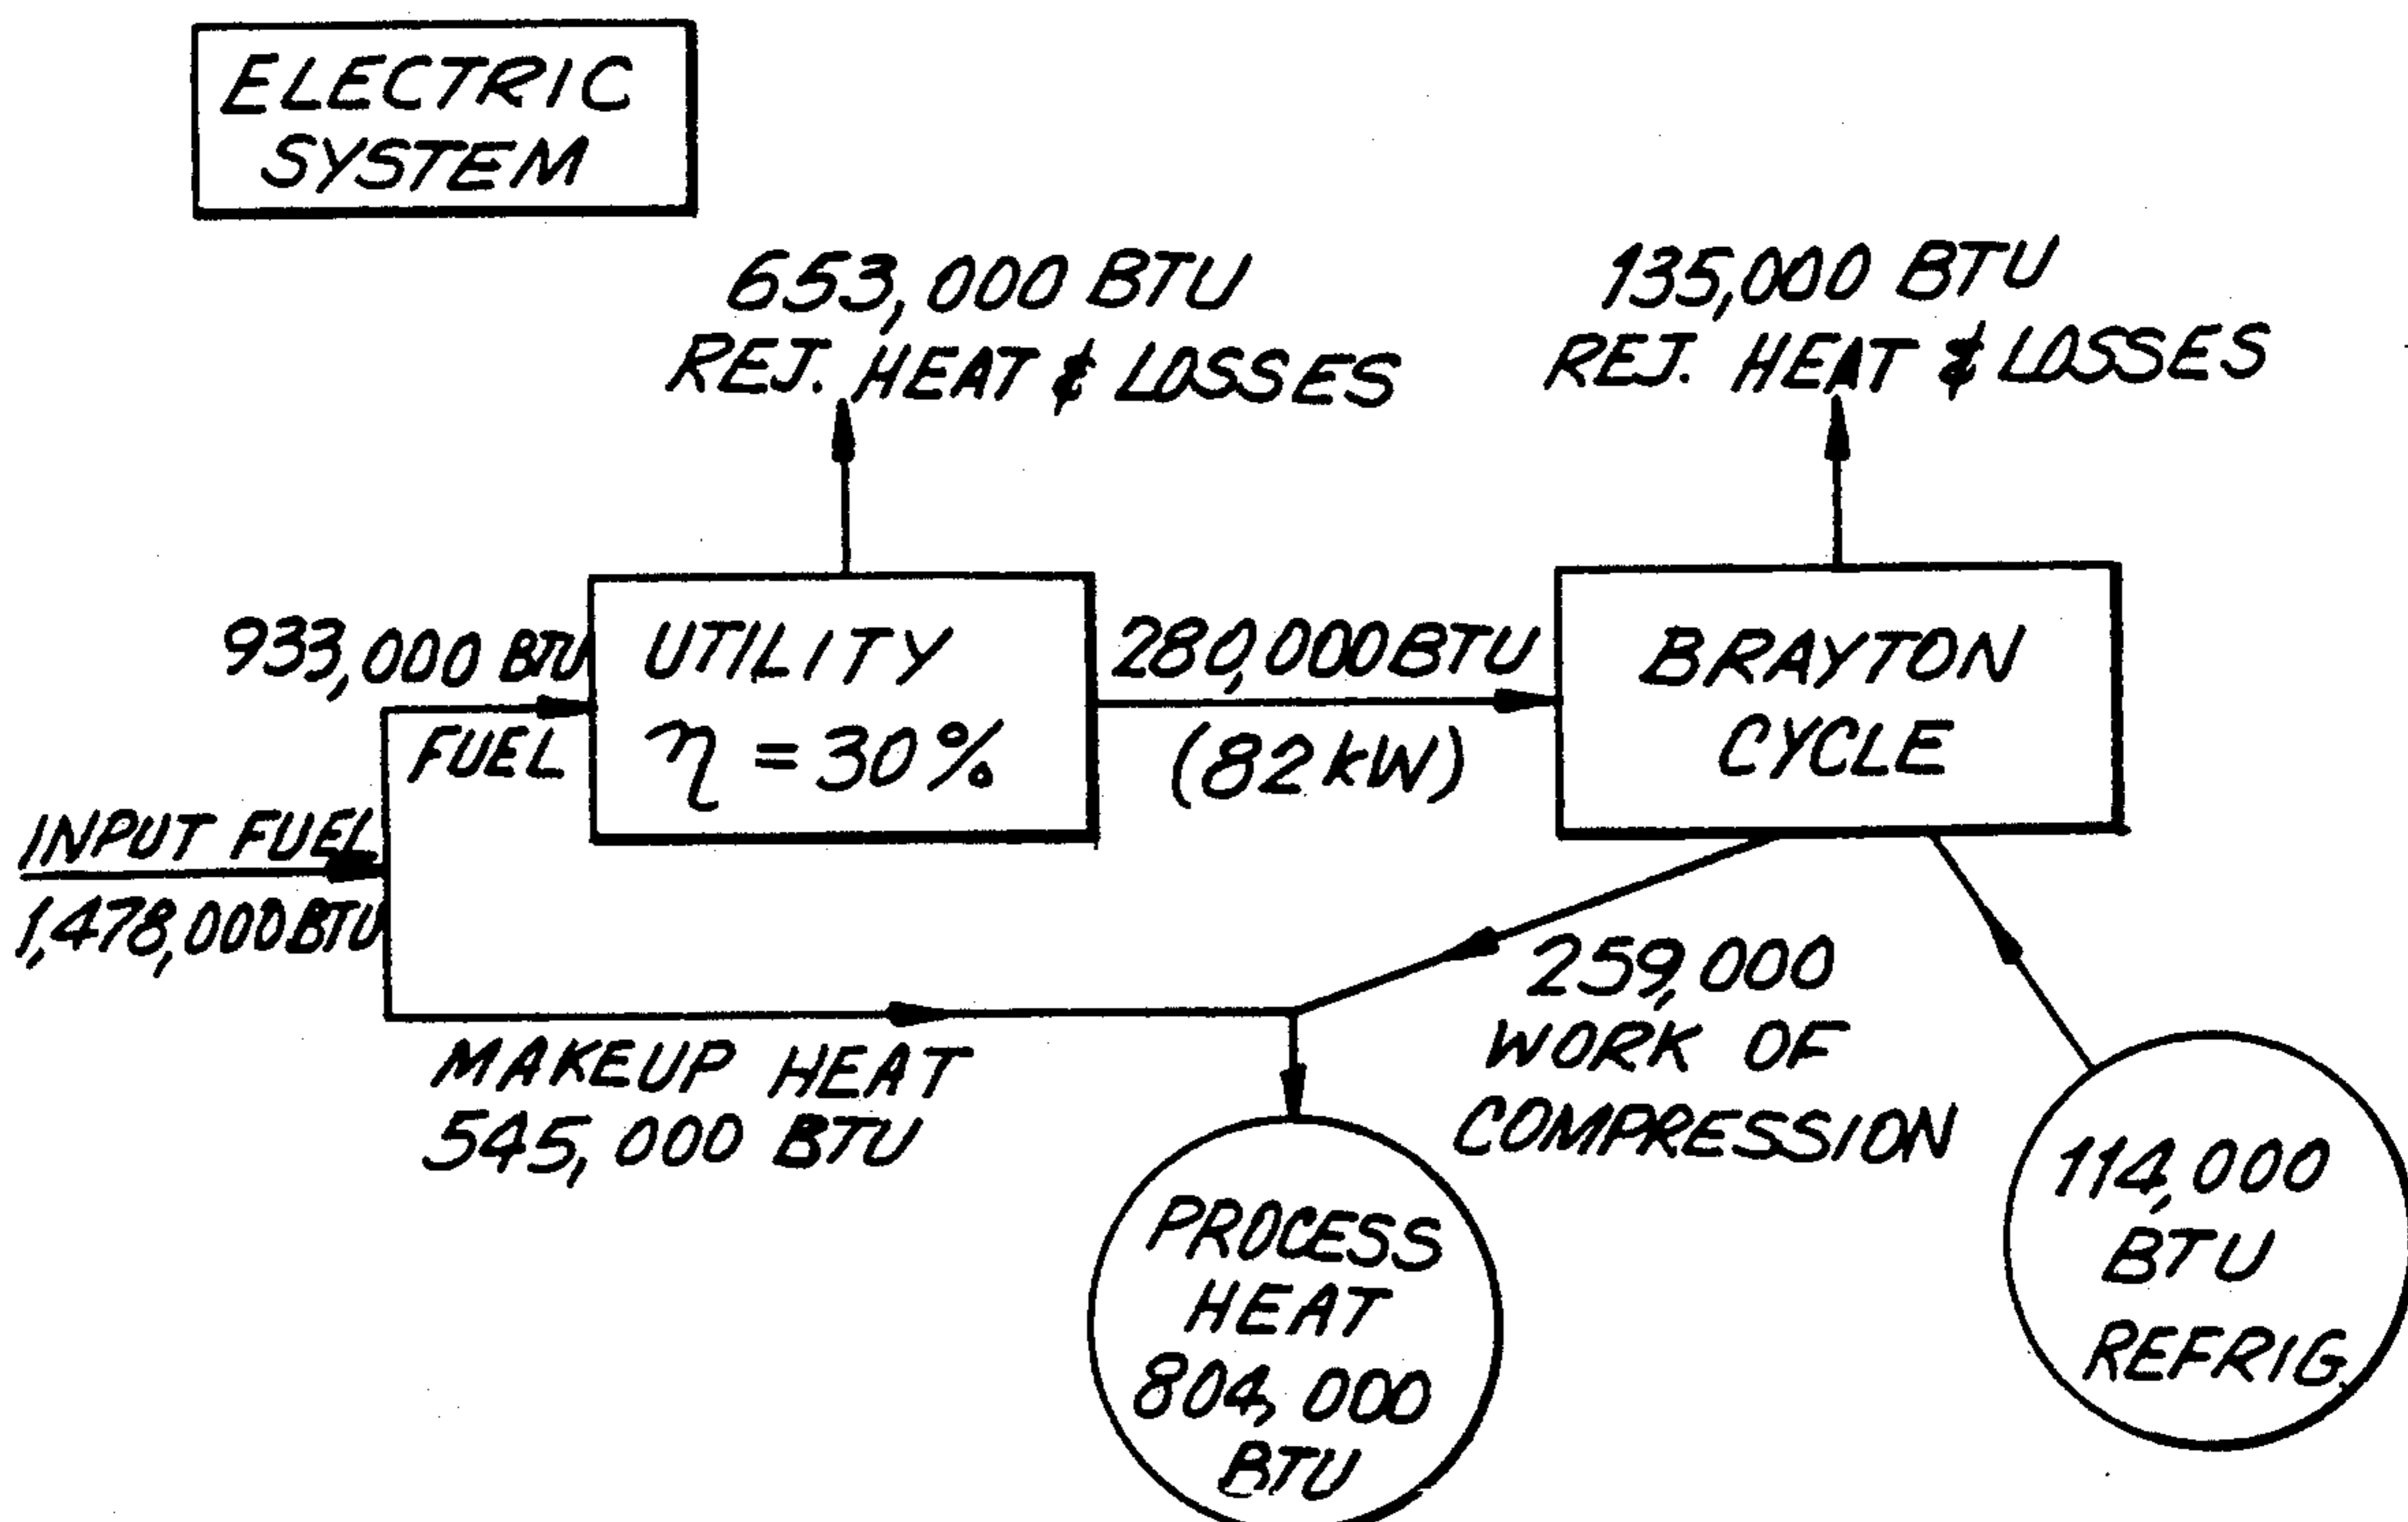 ELECTRIC
SYSTEM
653,000 BTU
REJ. HEAT & LOSSES
135,000 BTU
REJ. HEAT & LOSSES
933,000 BTU
FUEL
UTILITY
η = 30%
280,000 BTU
(82 kW)
BRAYTON
CYCLE
INPUT FUEL
1,478,000 BTU
MAKEUP HEAT
545,000 BTU
259,000
WORK OF
COMPRESSION
PROCESS
HEAT
804,000
BTU
114,000
BTU
REFRIG.